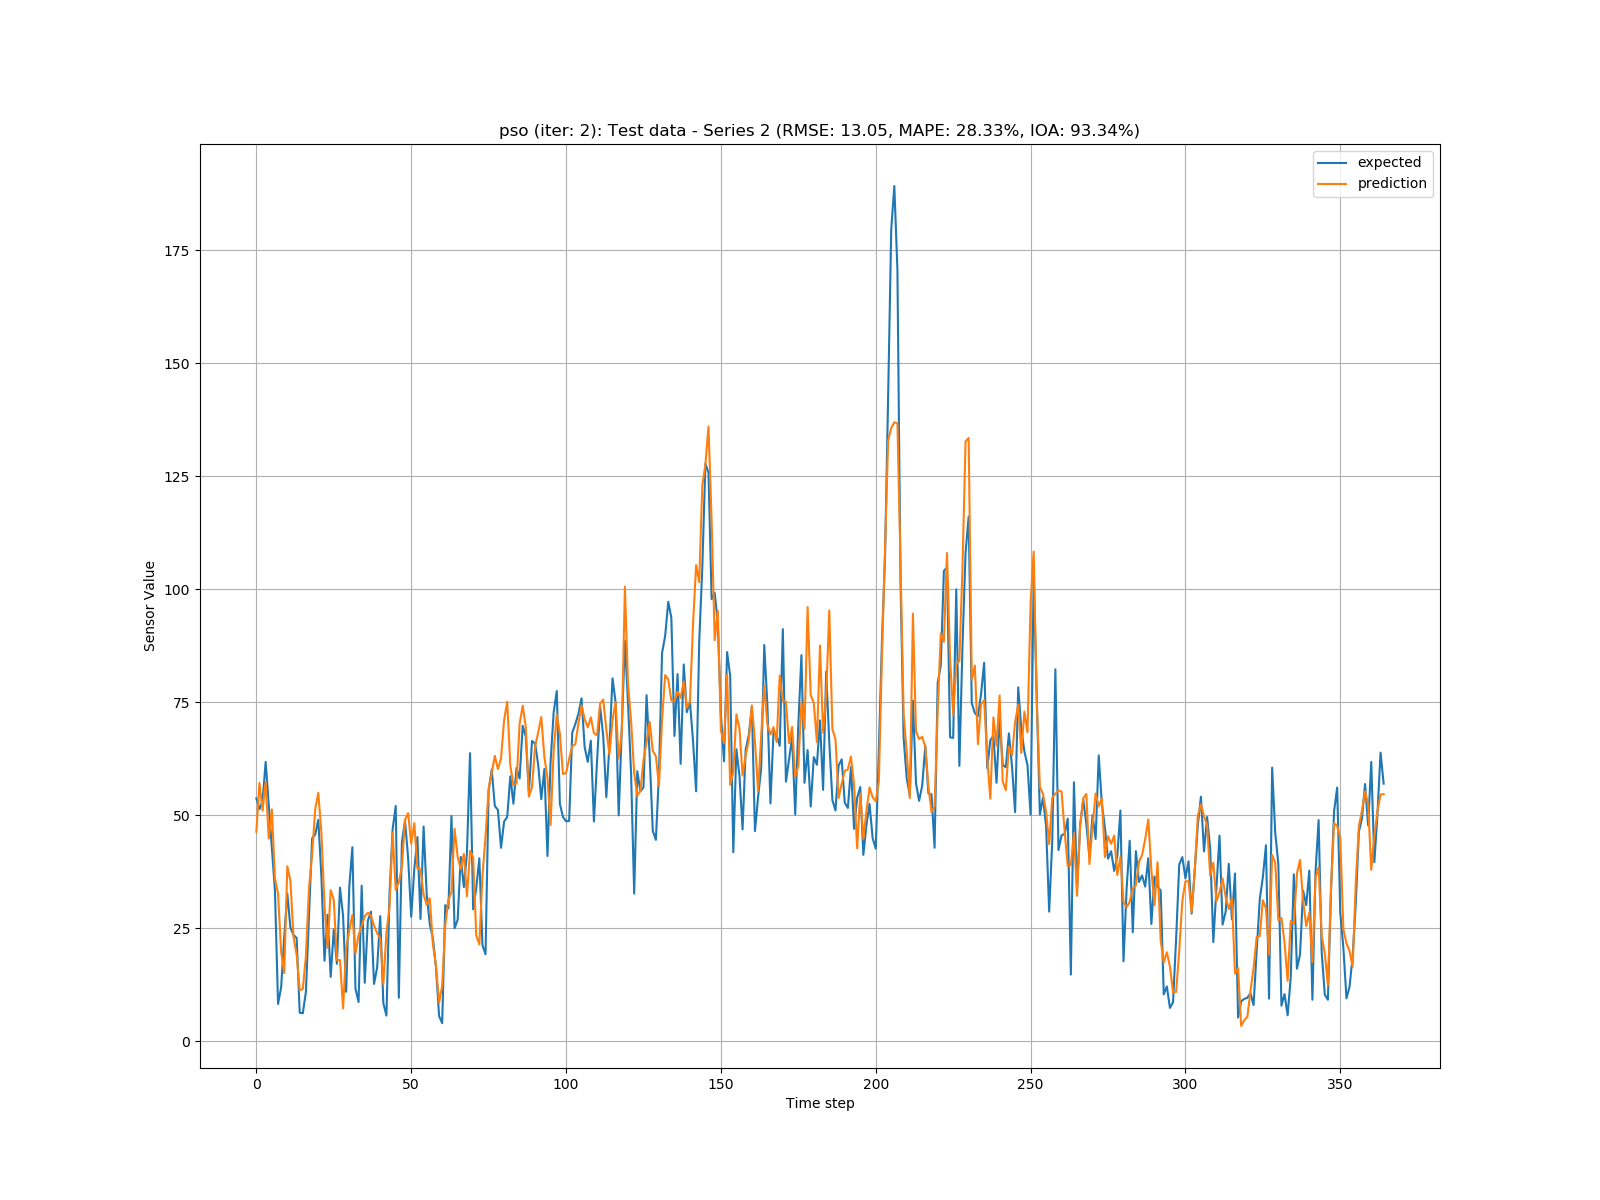 pso (iter: 2): Test data - Series 2 (RMSE: 13.05, MAPE: 28.33%, IOA: 93.34%)
expected
prediction
175
150
125
100
75
50
25
0
Sensor Value
0 50 100 150 200 250 300 350
Time step